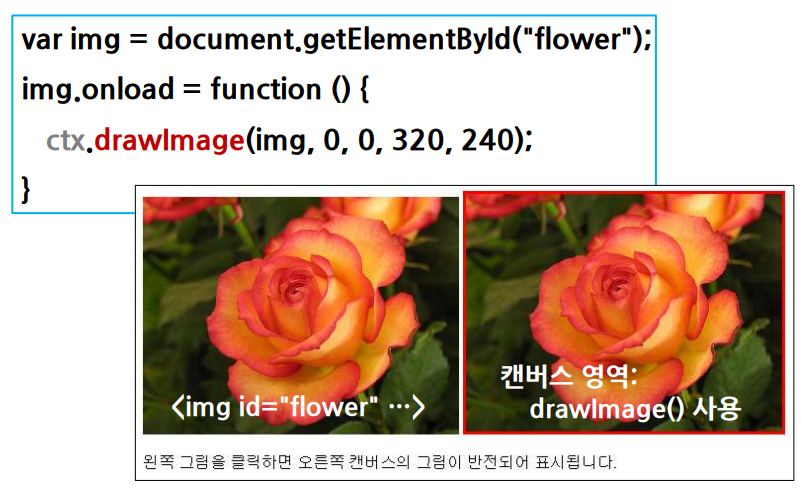 var img = document.getElementById("flower");
img.onload = function () {
ctx.drawImage(img, 0, 0, 320, 240);
}
<img id="flower" …>
캔버스 영역:
drawImage() 사용
왼쪽 그림을 클릭하면 오른쪽 캔버스의 그림이 반전되어 표시됩니다.